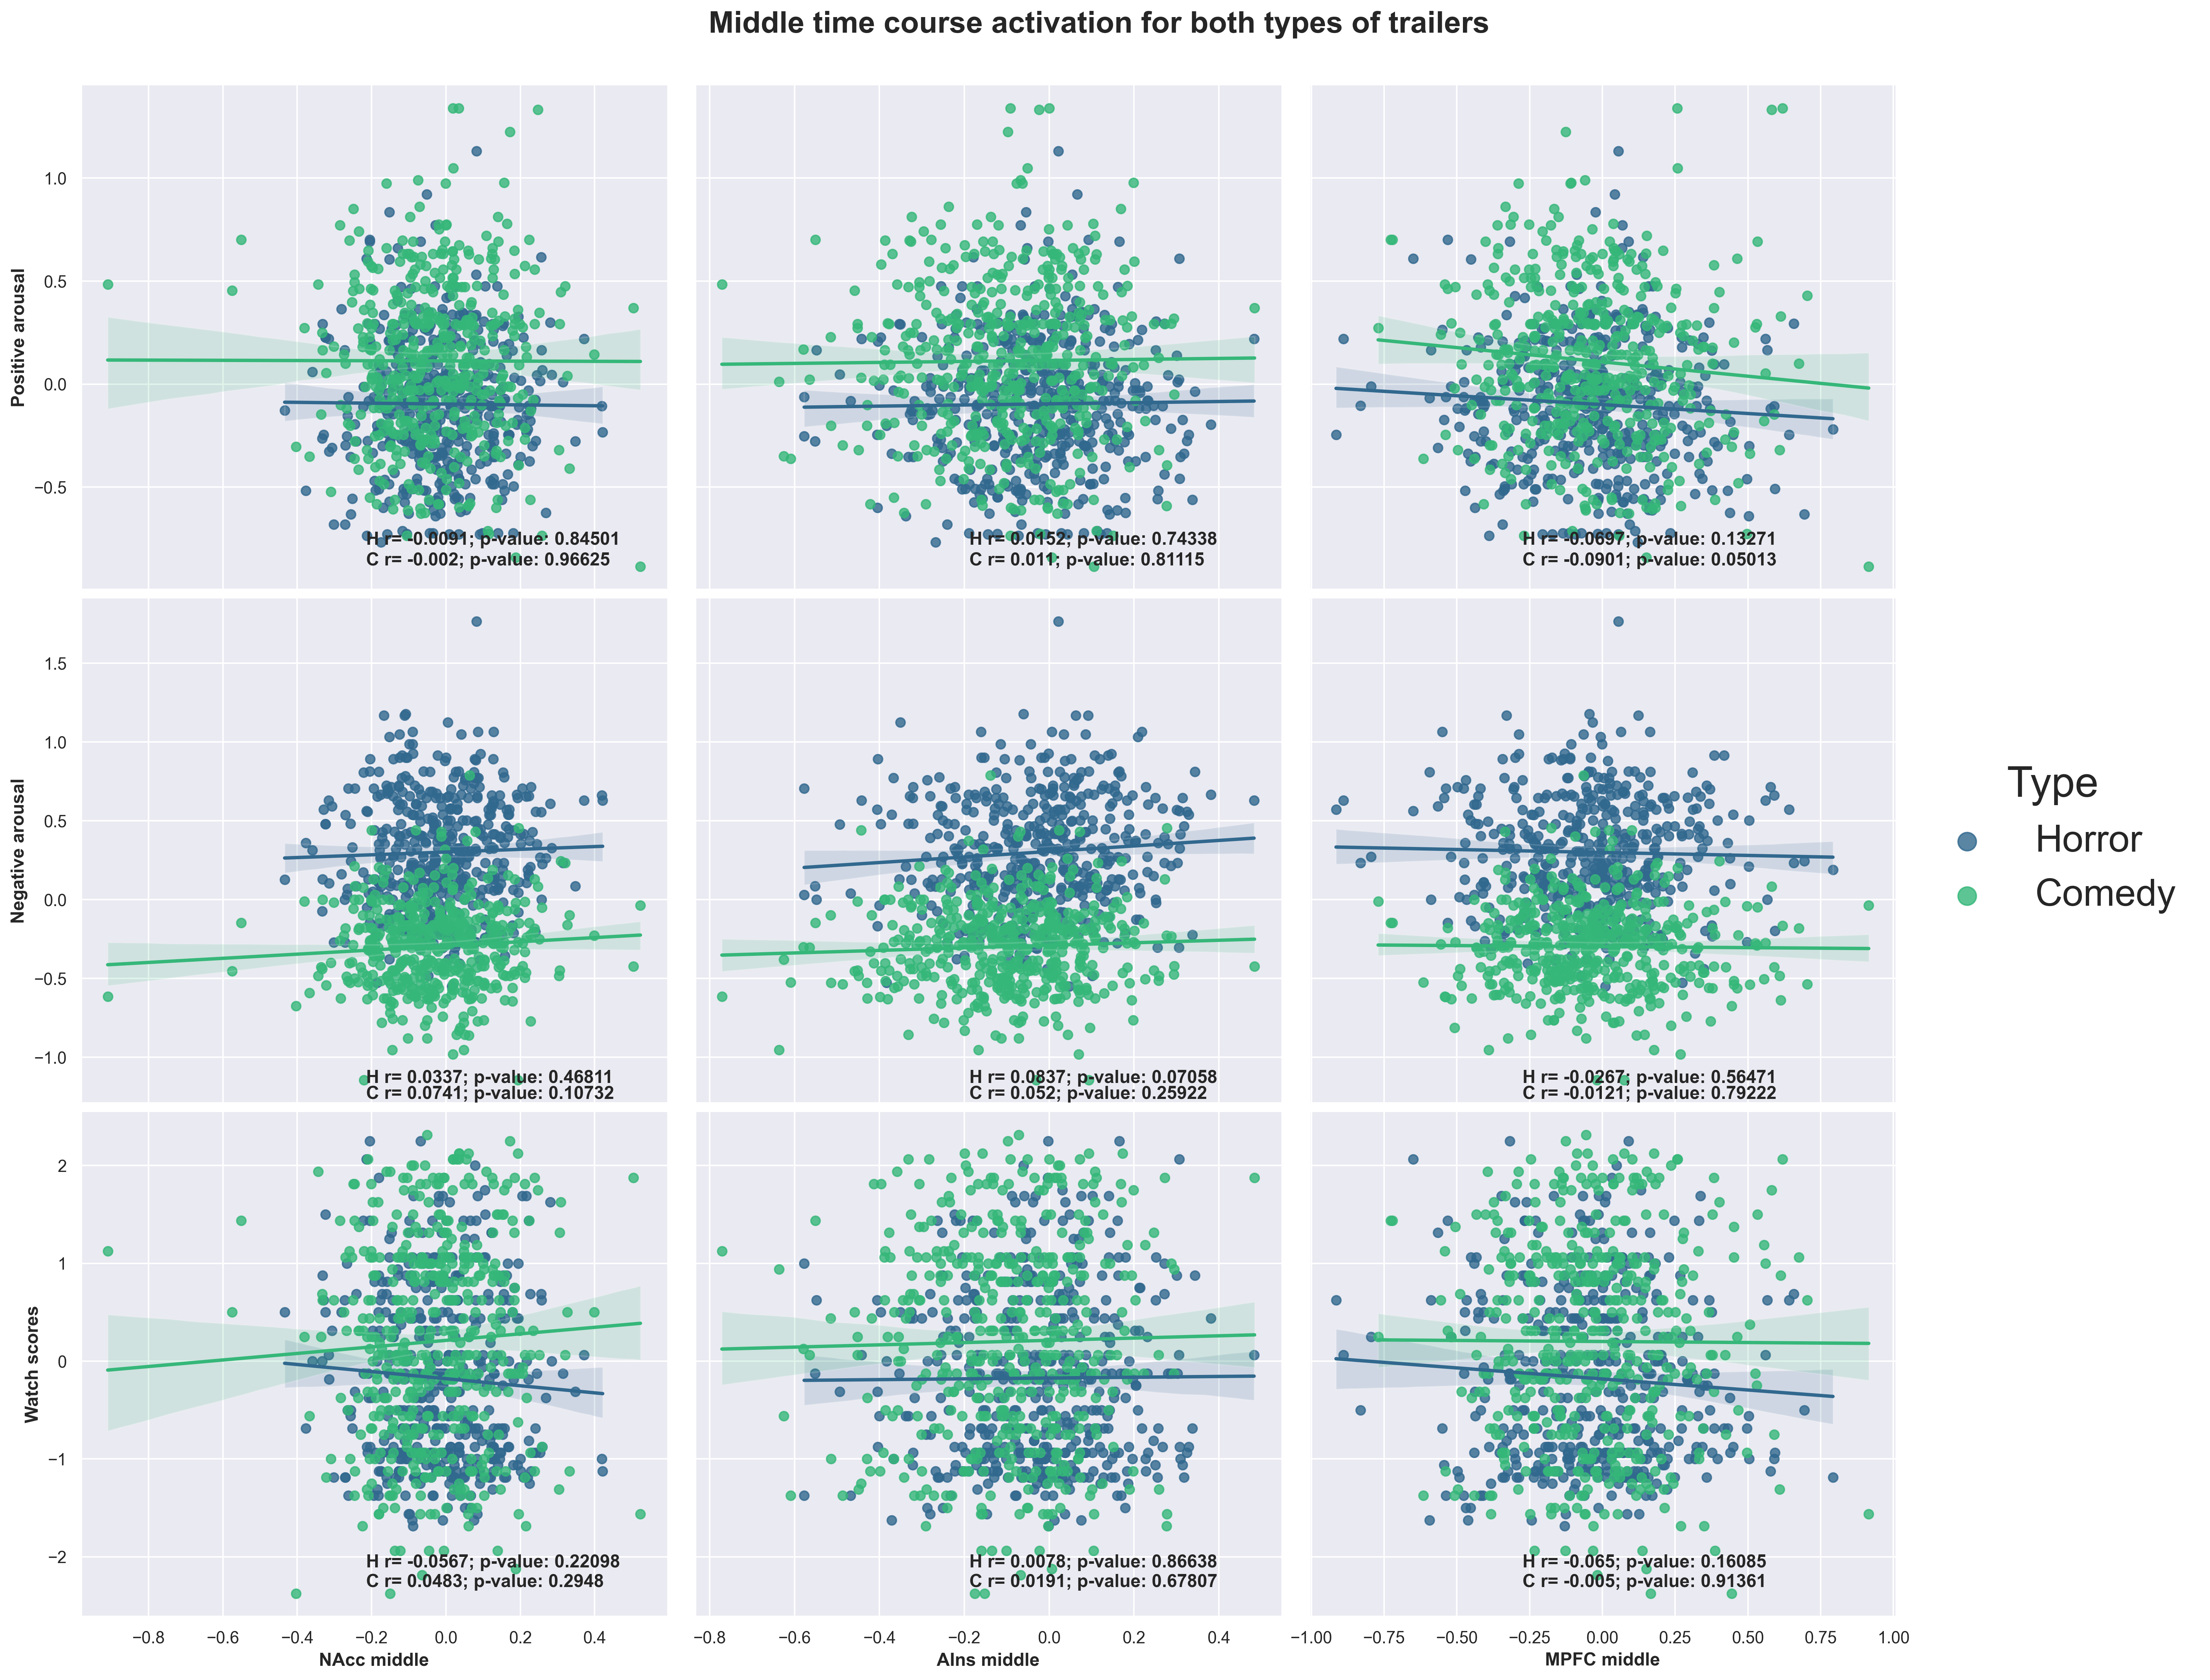 Middle time course activation for both types of trailers
Positive arousal
1.0
0.5
0.0
−0.5
H r= -0.0091; p-value: 0.84501
C r= -0.002; p-value: 0.96625
H r= 0.0152; p-value: 0.74338
C r= 0.011; p-value: 0.81115
H r= -0.0697; p-value: 0.13271
C r= -0.0901; p-value: 0.05013
Negative arousal
1.5
1.0
0.5
0.0
−0.5
−1.0
H r= 0.0337; p-value: 0.46811
C r= 0.0741; p-value: 0.10732
H r= 0.0837; p-value: 0.07058
C r= 0.052; p-value: 0.25922
H r= -0.0267; p-value: 0.56471
C r= -0.0121; p-value: 0.79222
Type
Horror
Comedy
Watch scores
2
1
0
−1
−2
H r= -0.0567; p-value: 0.22098
C r= 0.0483; p-value: 0.2948
H r= 0.0078; p-value: 0.86638
C r= 0.0191; p-value: 0.67807
H r= -0.065; p-value: 0.16085
C r= -0.005; p-value: 0.91361
−0.8 −0.6 −0.4 −0.2 0.0 0.2 0.4
NAcc middle
−0.8 −0.6 −0.4 −0.2 0.0 0.2 0.4
AIns middle
−1.00 −0.75 −0.50 −0.25 0.00 0.25 0.50 0.75 1.00
MPFC middle